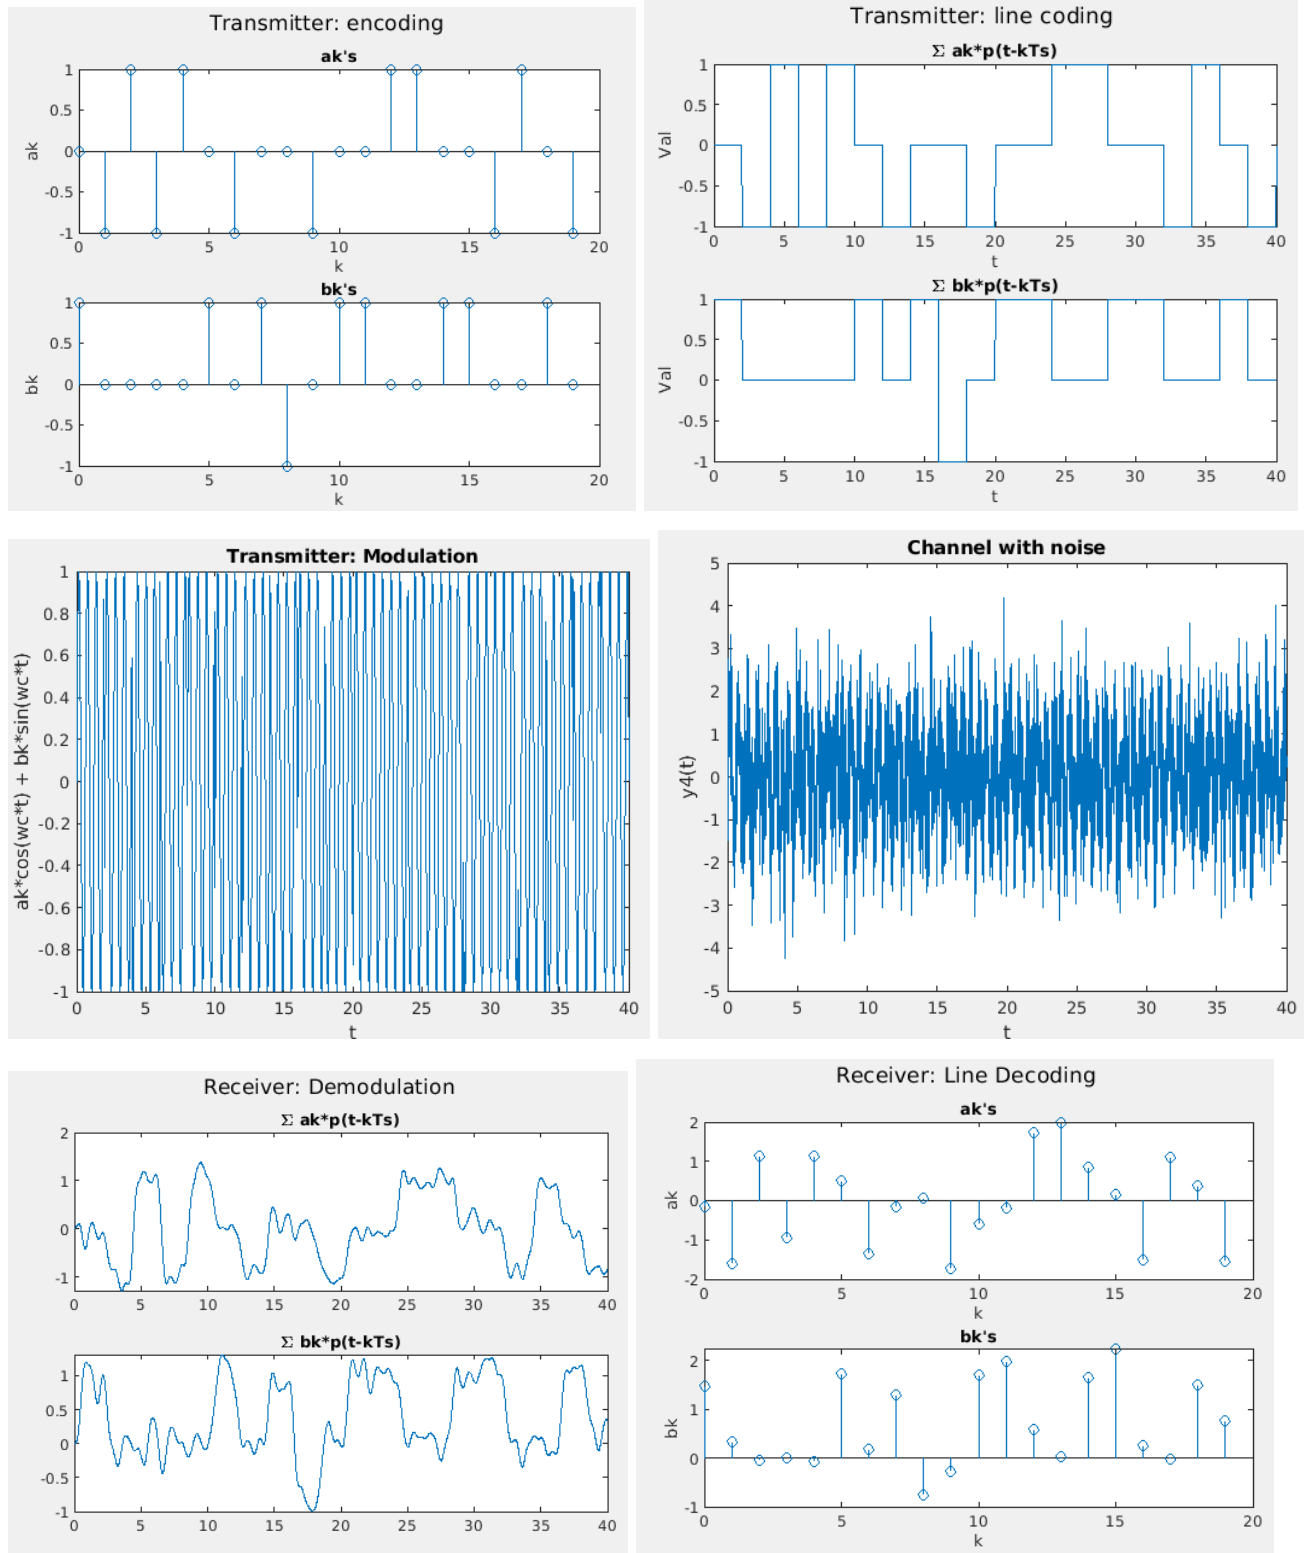 Transmitter: encoding
ak's
1
0.5
0
-0.5
-1
ak
0 5 10 15 20
k
bk's
1
0.5
0
-0.5
-1
bk
0 5 10 15 20
k
Transmitter: line coding
Σ ak*p(t-kTs)
1
0.5
0
-0.5
-1
Val
0 5 10 15 20 25 30 35 40
t
Σ bk*p(t-kTs)
1
0.5
0
-0.5
-1
Val
0 5 10 15 20 25 30 35 40
t
Transmitter: Modulation
1
0.8
0.6
0.4
0.2
0
-0.2
-0.4
-0.6
-0.8
-1
ak*cos(wc*t) + bk*sin(wc*t)
0 5 10 15 20 25 30 35 40
t
Channel with noise
5
4
3
2
1
0
-1
-2
-3
-4
-5
y4(t)
0 5 10 15 20 25 30 35 40
t
Receiver: Demodulation
Σ ak*p(t-kTs)
2
1
0
-1
0 5 10 15 20 25 30 35 40
Σ bk*p(t-kTs)
1
0.5
0
-0.5
-1
0 5 10 15 20 25 30 35 40
Receiver: Line Decoding
ak's
2
1
0
-1
-2
ak
0 5 10 15 20
k
bk's
2
1
0
-1
bk
0 5 10 15 20
k